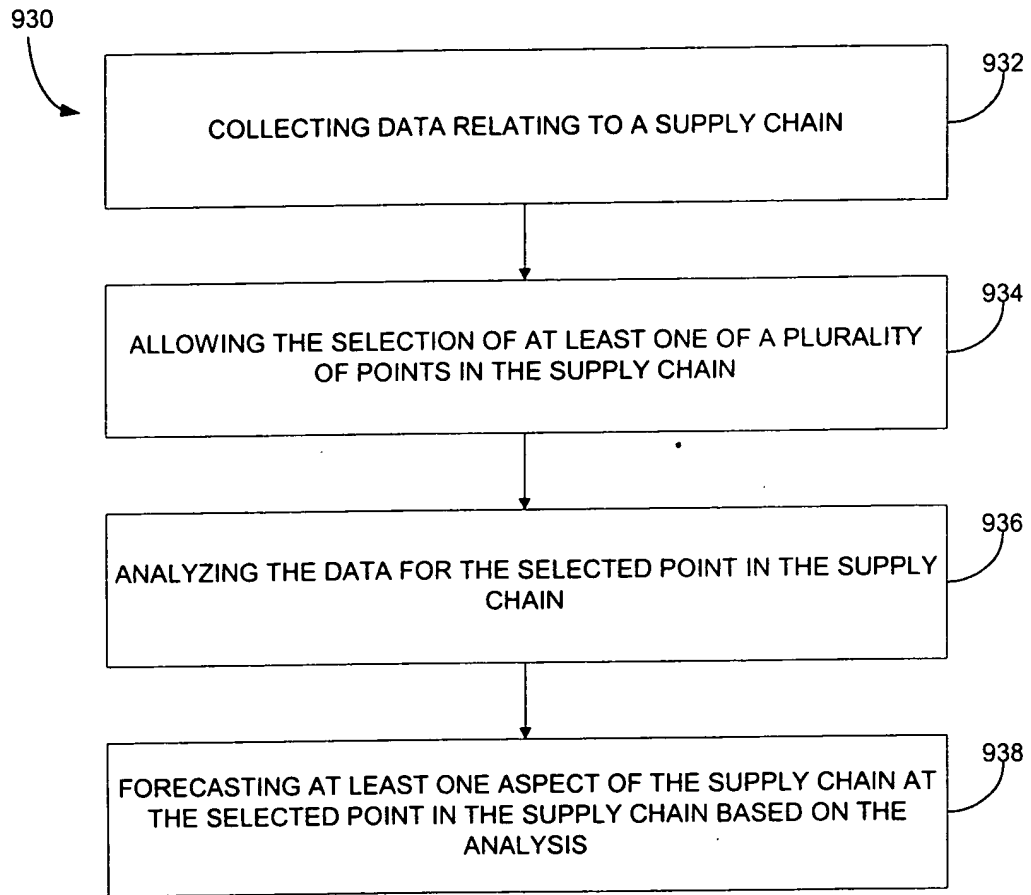 930
932
COLLECTING DATA RELATING TO A SUPPLY CHAIN
934
ALLOWING THE SELECTION OF AT LEAST ONE OF A PLURALITY
OF POINTS IN THE SUPPLY CHAIN
936
ANALYZING THE DATA FOR THE SELECTED POINT IN THE SUPPLY
CHAIN
938
FORECASTING AT LEAST ONE ASPECT OF THE SUPPLY CHAIN AT
THE SELECTED POINT IN THE SUPPLY CHAIN BASED ON THE
ANALYSIS